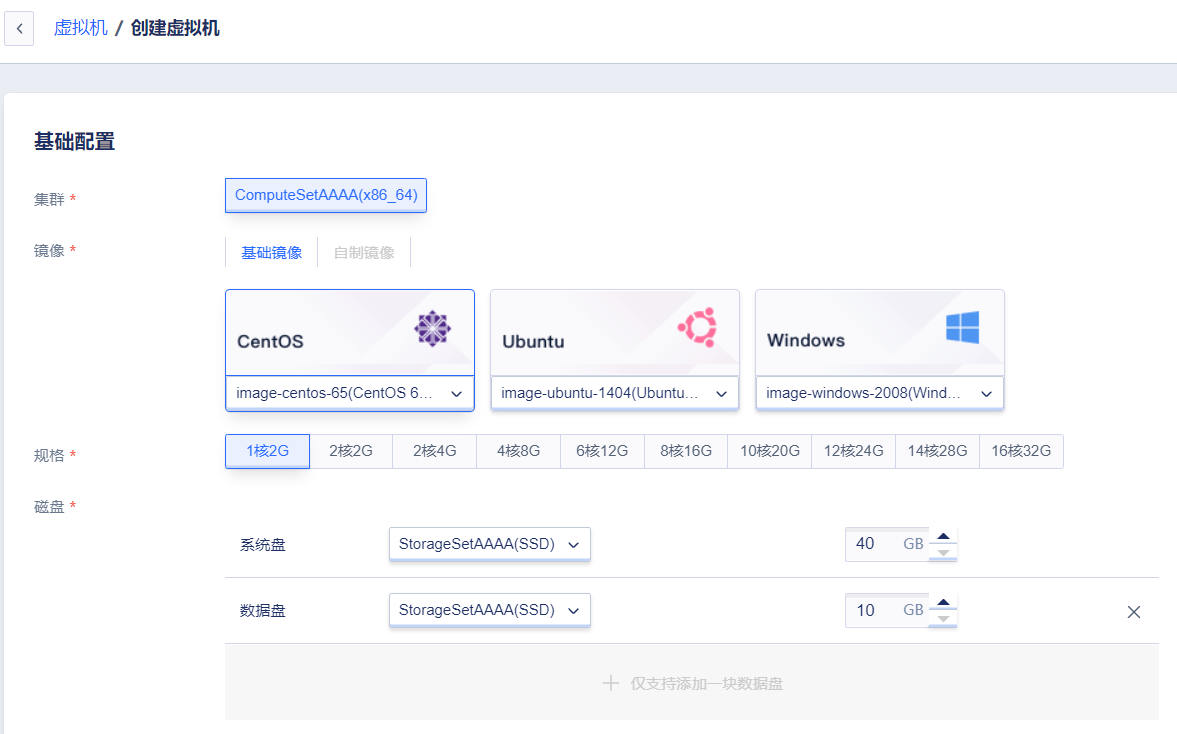 虚拟机 / 创建虚拟机
基础配置
集群 * ComputeSetAAAA(x86_64)
镜像 * 基础镜像 自制镜像
CentOS Ubuntu Windows
image-centos-65(CentOS 6... image-ubuntu-1404(Ubuntu... image-windows-2008(Wind...
规格 * 1核2G 2核2G 2核4G 4核8G 6核12G 8核16G 10核20G 12核24G 14核28G 16核32G
磁盘 *
系统盘 StorageSetAAAA(SSD) 40 GB
数据盘 StorageSetAAAA(SSD) 10 GB
仅支持添加一块数据盘